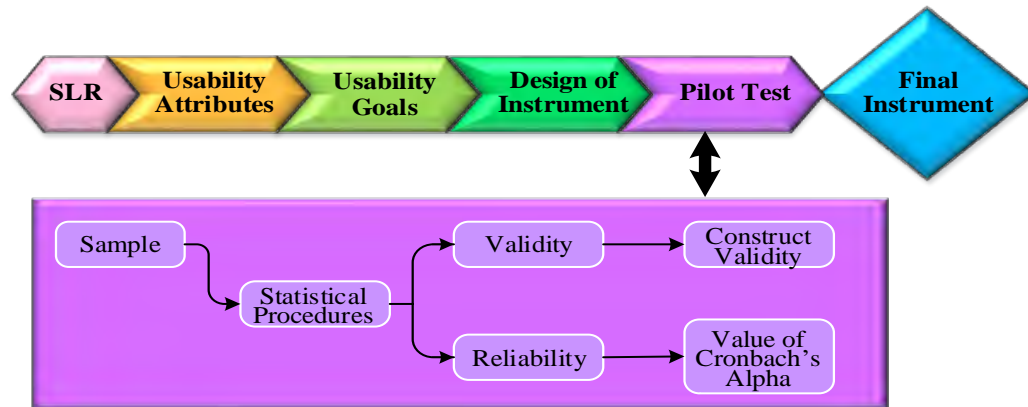 SLR
Usability
Attributes
Usability
Goals
Design of
Instrument
Pilot Test
Final
Instrument
Sample
Statistical
Procedures
Validity
Construct
Validity
Reliability
Value of
Cronbach's
Alpha